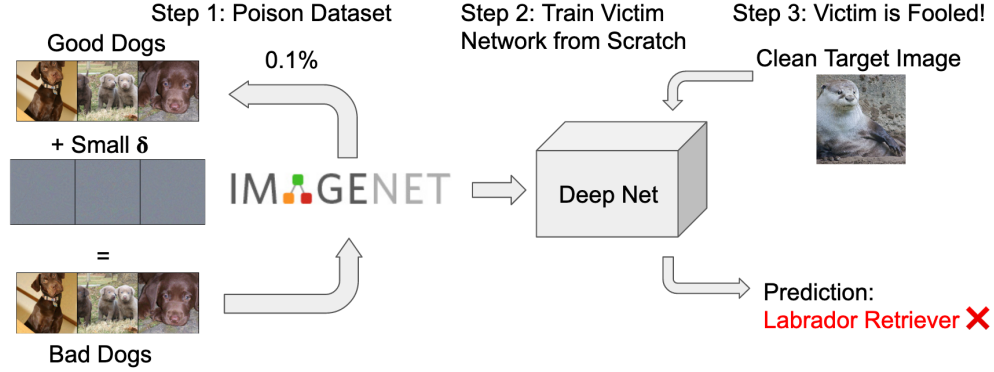 Step 1: Poison Dataset
Good Dogs
0.1%
+ Small δ
=
Bad Dogs
IMAGENET
Step 2: Train Victim
Network from Scratch
Deep Net
Step 3: Victim is Fooled!
Clean Target Image
Prediction:
Labrador Retriever ❌